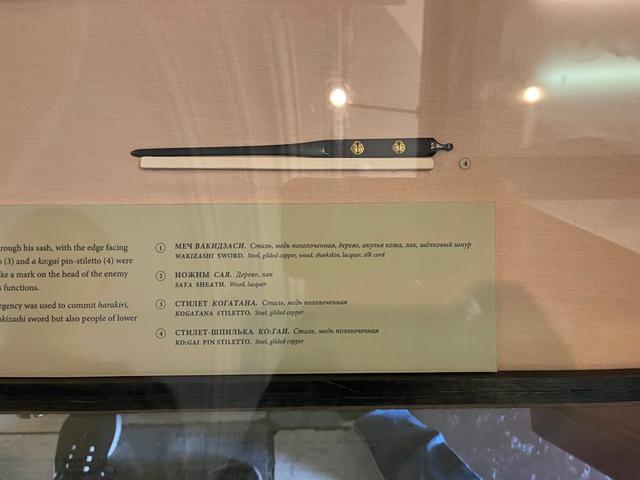 4
rough his sash, with the edge facing
(3) and a ko:gai pin-stiletto (4) were
ke a mark on the head of the enemy
s functions.
ergency was used to commit harakiri,
akizashi sword but also people of lower
1 МЕЧ ВАКИДЗАСИ. Сталь, медь позолоченная, дерево, акулья кожа, лак, шёлковый шнур
WAKIZASHI SWORD. Steel, gilded copper, wood, sharkskin, lacquer, silk cord
2 НОЖНЫ САЯ. Дерево, лак
SAYA SHEATH. Wood, lacquer
3 СТИЛЕТ КОГАТАНА. Сталь, медь позолоченная
KOGATANA STILETTO. Steel, gilded copper
4 СТИЛЕТ-ШПИЛЬКА КО:ГАИ. Сталь, медь позолоченная
KO:GAI PIN STILETTO. Steel, gilded copper